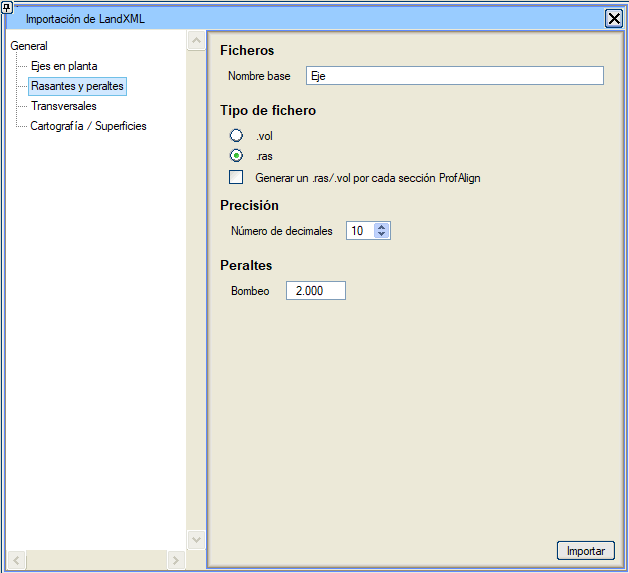 Importación de LandXML
General
Ejes en planta
Rasantes y peraltes
Transversales
Cartografía / Superficies
Ficheros
Nombre base Eje
Tipo de fichero
.vol
.ras
Generar un .ras/.vol por cada sección ProfAlign
Precisión
Número de decimales 10
Peraltes
Bombeo 2.000
Importar